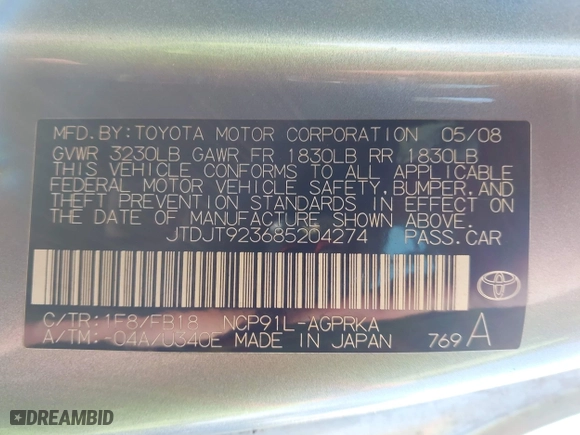 MFD.BY:TOYOTA MOTOR CORPORATION 05/08
GVWR 3230LB GAWR FR 1830LB RR 1830LB
THIS VEHICLE CONFORMS TO ALL APPLICABLE
FEDERAL MOTOR VEHICLE SAFETY, BUMPER, AND
THEFT PREVENTION STANDARDS IN EFFECT ON
THE DATE OF MANUFACTURE SHOWN ABOVE.
JTDJT923685204274 PASS.CAR
C/TR:1F8/FB18 NCP91L-AGPRKA
A/TM:-04A/U340E MADE IN JAPAN 769 A
DREAMBID